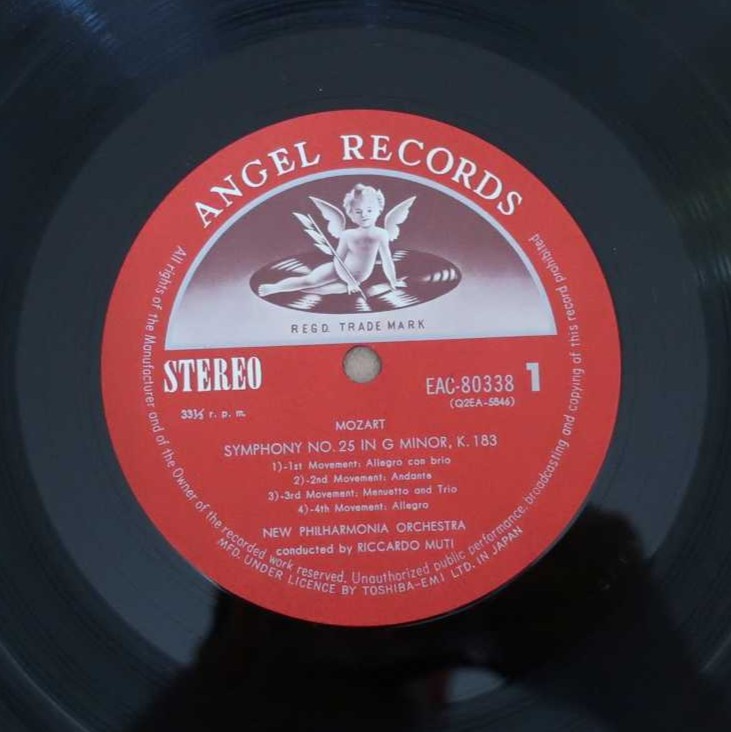 ANGEL RECORDS
REGD. TRADE MARK
STEREO
EAC-80338 1
(Q2EA-5846)
33⅓ r. p. m.
MOZART
SYMPHONY NO. 25 IN G MINOR, K. 183
1)-1st Movement: Allegro con brio
2)-2nd Movement: Andante
3)-3rd Movement: Menuetto and Trio
4)-4th Movement: Allegro
NEW PHILHARMONIA ORCHESTRA
conducted by RICCARDO MUTI
All rights of the Manufacturer and of the Owner of the recorded work reserved. Unauthorized public performance, broadcasting and copying of this record prohibited
MFD. UNDER LICENCE BY TOSHIBA-EMI LTD. IN JAPAN